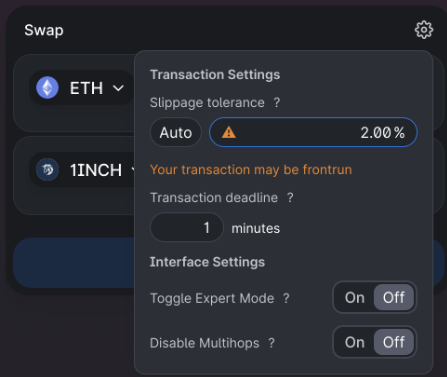 Swap
Transaction Settings
Slippage tolerance ?
ETH
Auto 2.00%
Your transaction may be frontrun
1INCH
Transaction deadline ?
1 minutes
Interface Settings
Toggle Expert Mode ? On Off
Disable Multihops ? On Off